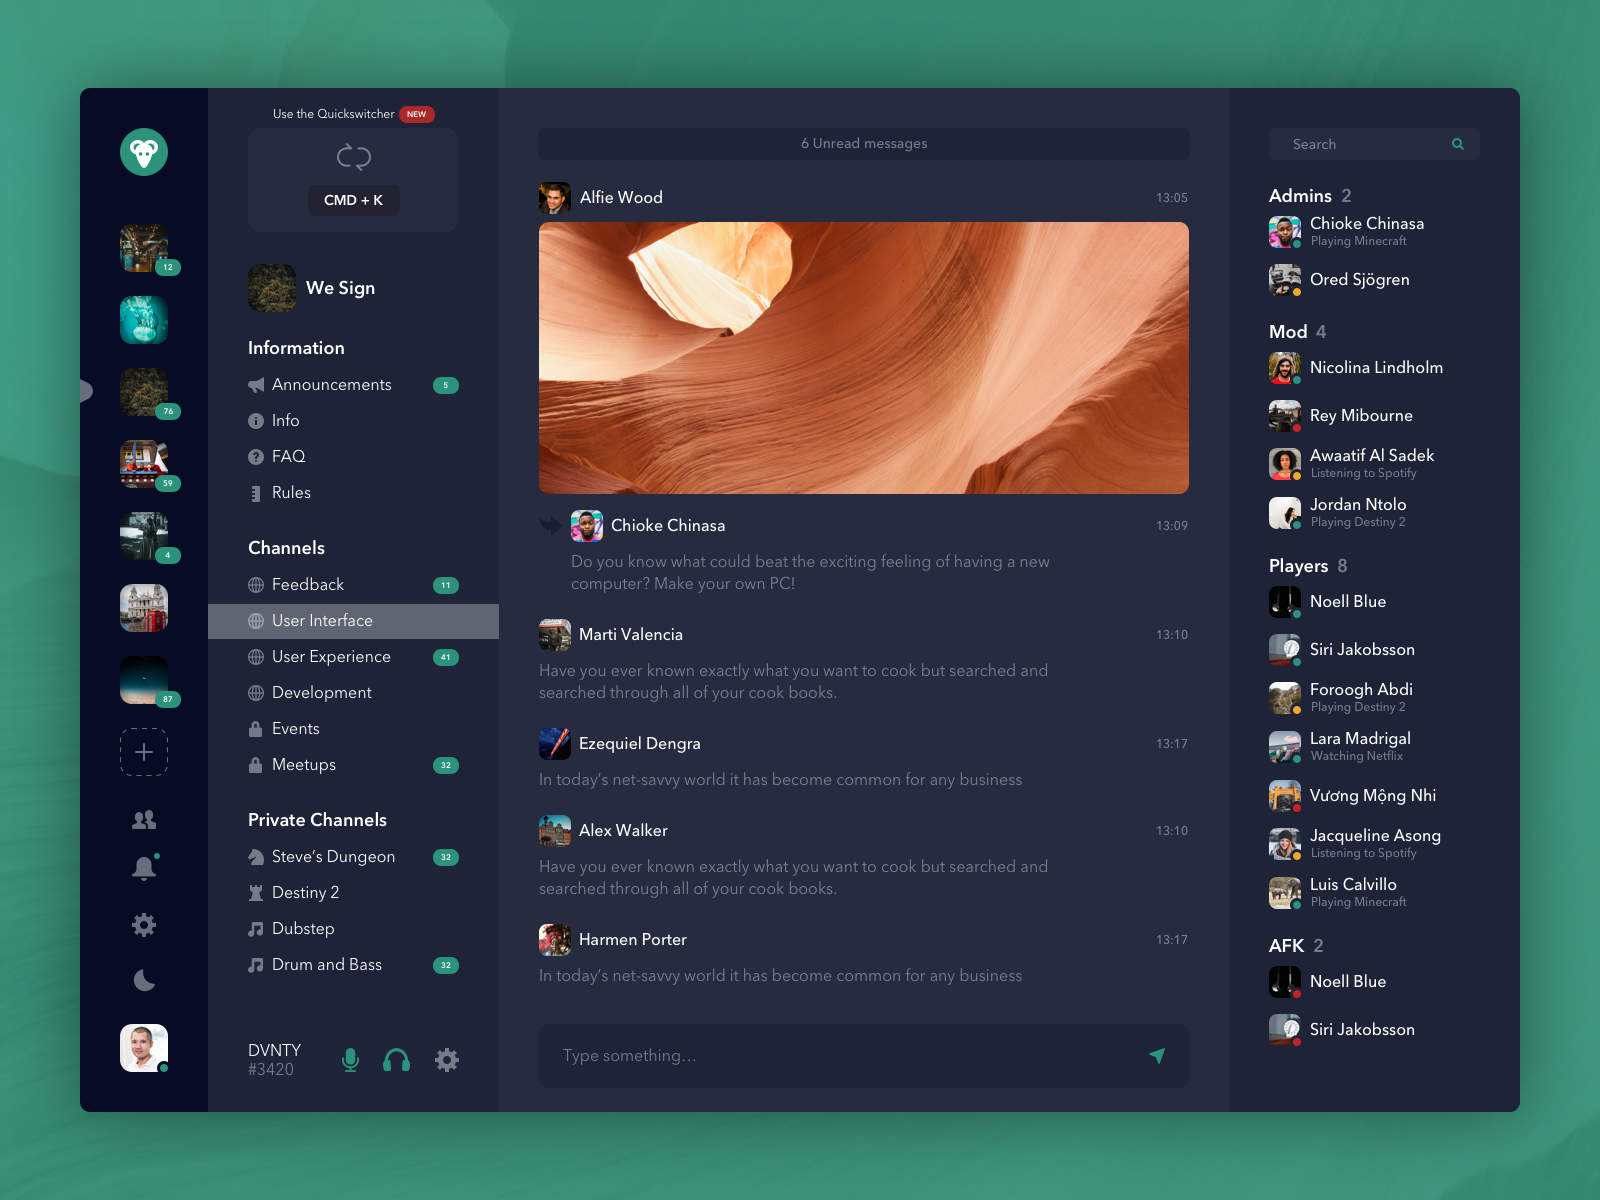 12
76
59
4
87
Use the Quickswitcher NEW
CMD + K
We Sign
Information
Announcements 5
Info
FAQ
Rules
Channels
Feedback 11
User Interface
User Experience 41
Development
Events
Meetups 32
Private Channels
Steve’s Dungeon 32
Destiny 2
Dubstep
Drum and Bass 32
DVNTY
#3420
6 Unread messages
Alfie Wood 13:05
Chioke Chinasa 13:09
Do you know what could beat the exciting feeling of having a new
computer? Make your own PC!
Marti Valencia 13:10
Have you ever known exactly what you want to cook but searched and
searched through all of your cook books.
Ezequiel Dengra 13:17
In today’s net-savvy world it has become common for any business
Alex Walker 13:10
Have you ever known exactly what you want to cook but searched and
searched through all of your cook books.
Harmen Porter 13:17
In today’s net-savvy world it has become common for any business
Type something...
Search
Admins 2
Chioke Chinasa
Playing Minecraft
Ored Sjögren
Mod 4
Nicolina Lindholm
Rey Mibourne
Awaatif Al Sadek
Listening to Spotify
Jordan Ntolo
Playing Destiny 2
Players 8
Noell Blue
Siri Jakobsson
Foroogh Abdi
Playing Destiny 2
Lara Madrigal
Watching Netflix
Vương Mộng Nhi
Jacqueline Asong
Listening to Spotify
Luis Calvillo
Playing Minecraft
AFK 2
Noell Blue
Siri Jakobsson